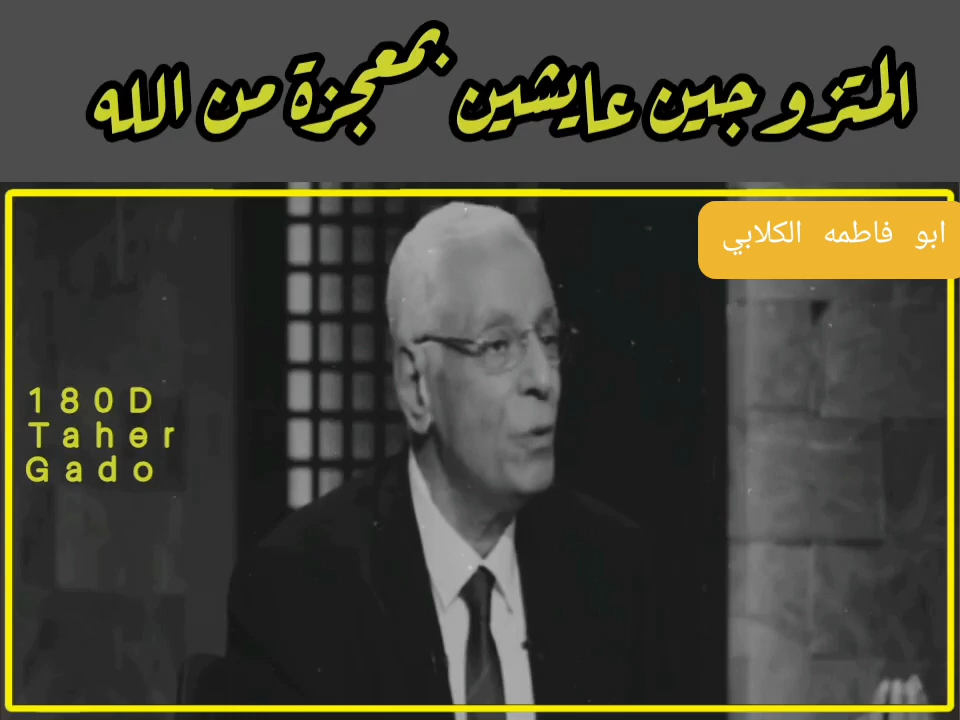 المتزوجين عايشين بمعجزة من الله
ابو فاطمه الكلابي
180D
Taher
Gado